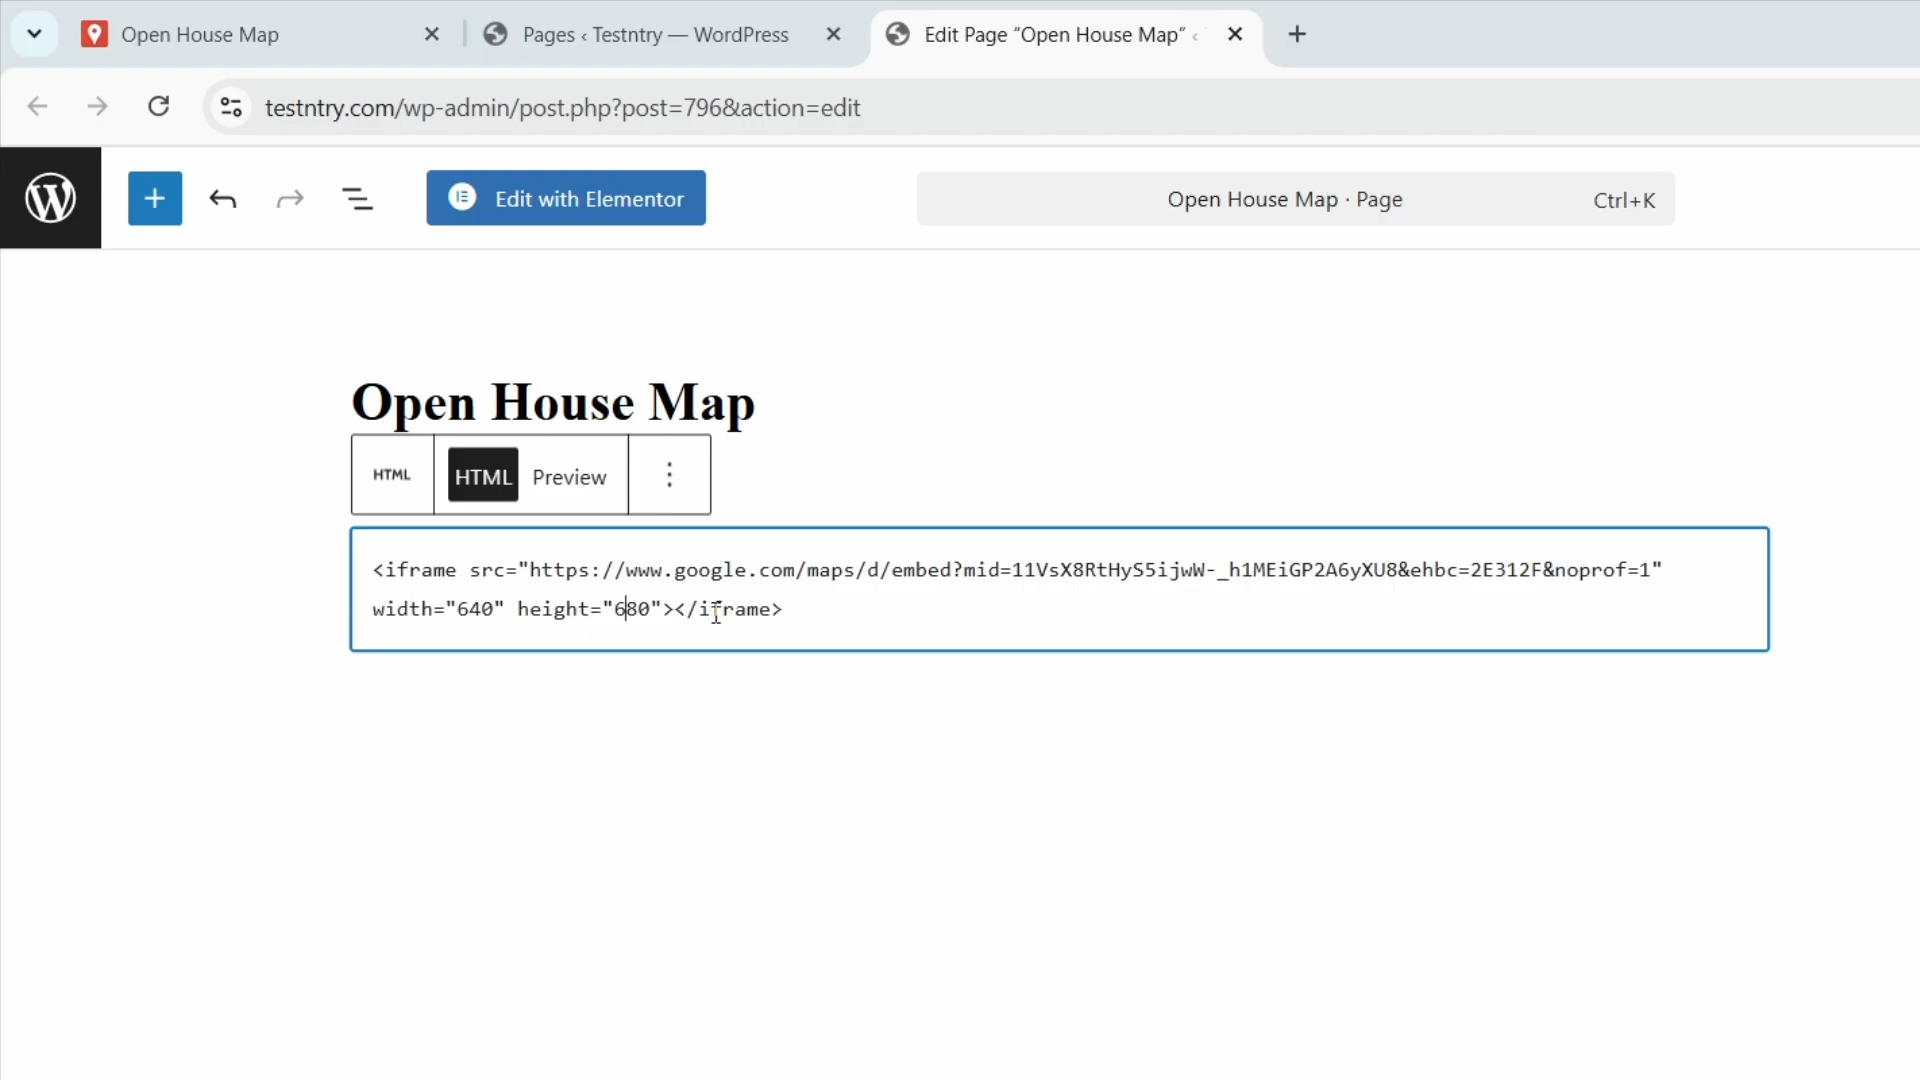 Open House Map
Pages ‹ Testntry — WordPress
Edit Page “Open House Map” ‹
testntry.com/wp-admin/post.php?post=796&action=edit
Edit with Elementor
Open House Map · Page
Ctrl+K
Open House Map
HTML
HTML
Preview
<iframe src="https://www.google.com/maps/d/embed?mid=11VsX8RtHyS5ijwW-_h1MEiGP2A6yXU8&ehbc=2E312F&noprof=1"
width="640" height="680"></iframe>